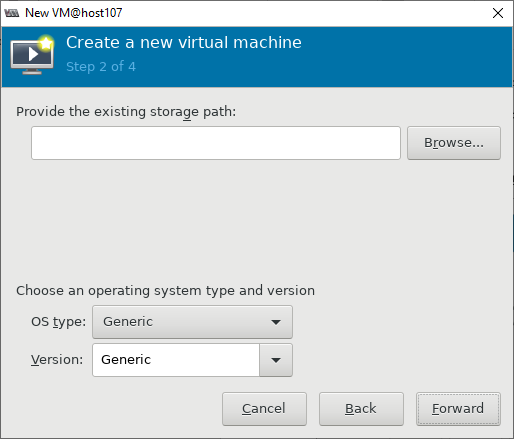 New VM@host107
Create a new virtual machine
Step 2 of 4
Provide the existing storage path:
Browse...
Choose an operating system type and version
OS type: Generic
Version: Generic
Cancel Back Forward